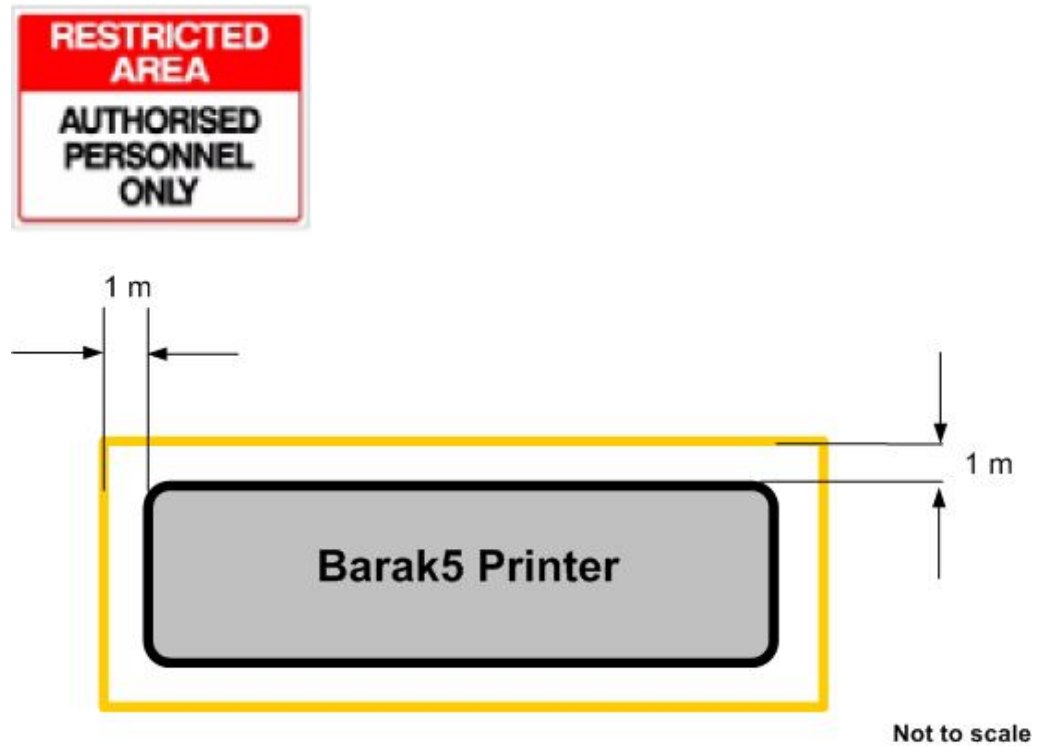 RESTRICTED
AREA
AUTHORISED
PERSONNEL
ONLY
1 m
1 m
Barak5 Printer
Not to scale